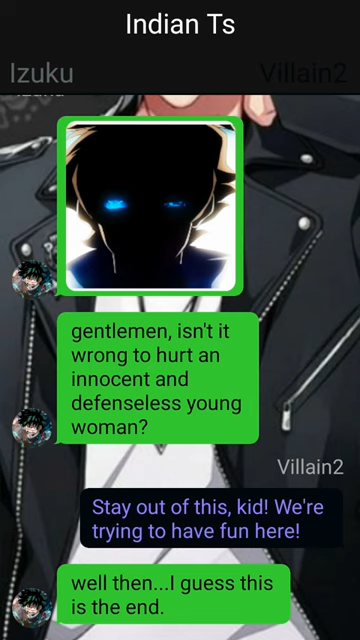 Indian Ts
Izuku
Villain2
Izuku
gentlemen, isn't it
wrong to hurt an
innocent and
defenseless young
woman?
Villain2
Stay out of this, kid! We're
trying to have fun here!
well then...I guess this
is the end.